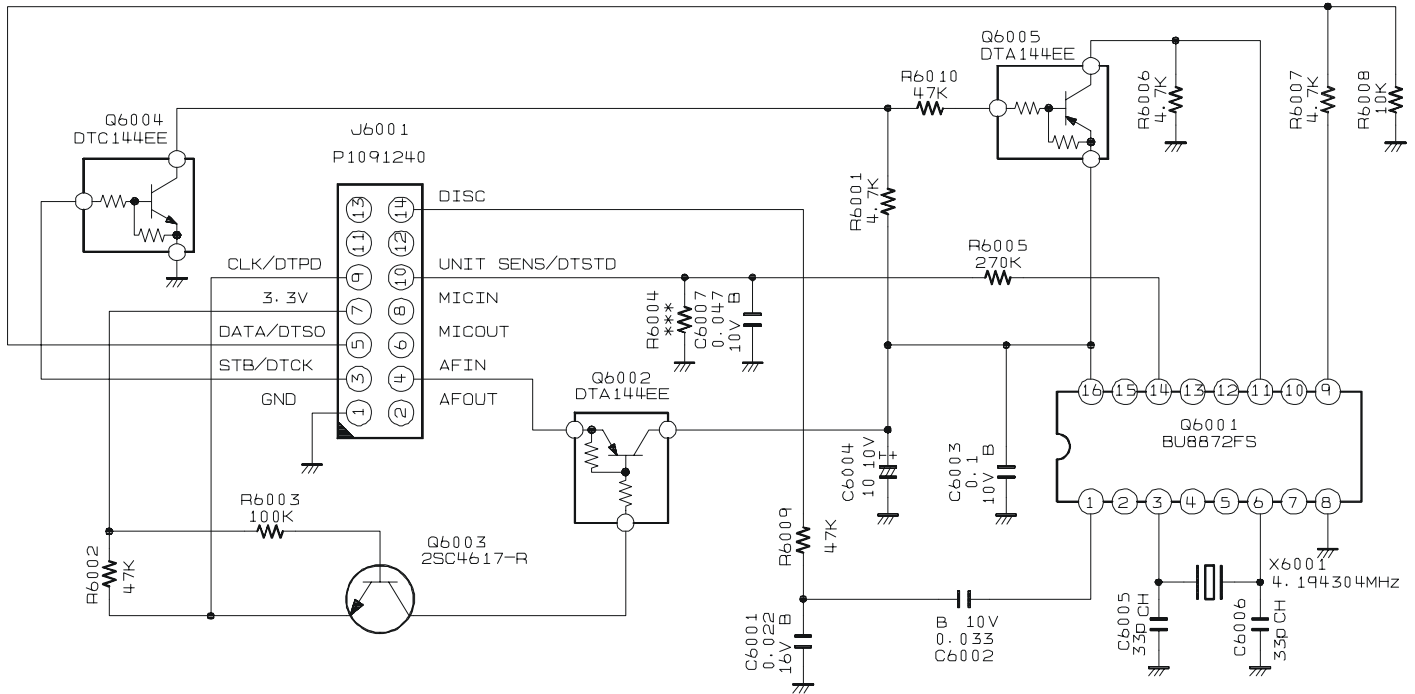 Q6005
DTA144EE
R6010
47K
R6006
4.7K
R6007
4.7K
R6008
10K
Q6004
DTC144EE
J6001
P1091240
R6001
4.7K
13
14
DISC
11
12
CLK/DTPD
9
10
UNIT SENS/DTSTD
R6005
270K
3.3V
7
8
MICIN
R6004
***
C6007
0.047
10V B
DATA/DTSO
5
6
MICOUT
STB/DTCK
3
4
AFIN
GND
1
2
AFOUT
Q6002
DTA144EE
16
15
14
13
12
11
10
9
Q6001
BU8872FS
1
2
3
4
5
6
7
8
C6004
10 10V
T+
C6003
0.1
10V B
R6003
100K
R6002
47K
Q6003
2SC4617-R
R6009
47K
X6001
4.194304MHz
C6001
0.022
16V B
B 10V
0.033
C6002
C6005
33p CH
C6006
33p CH